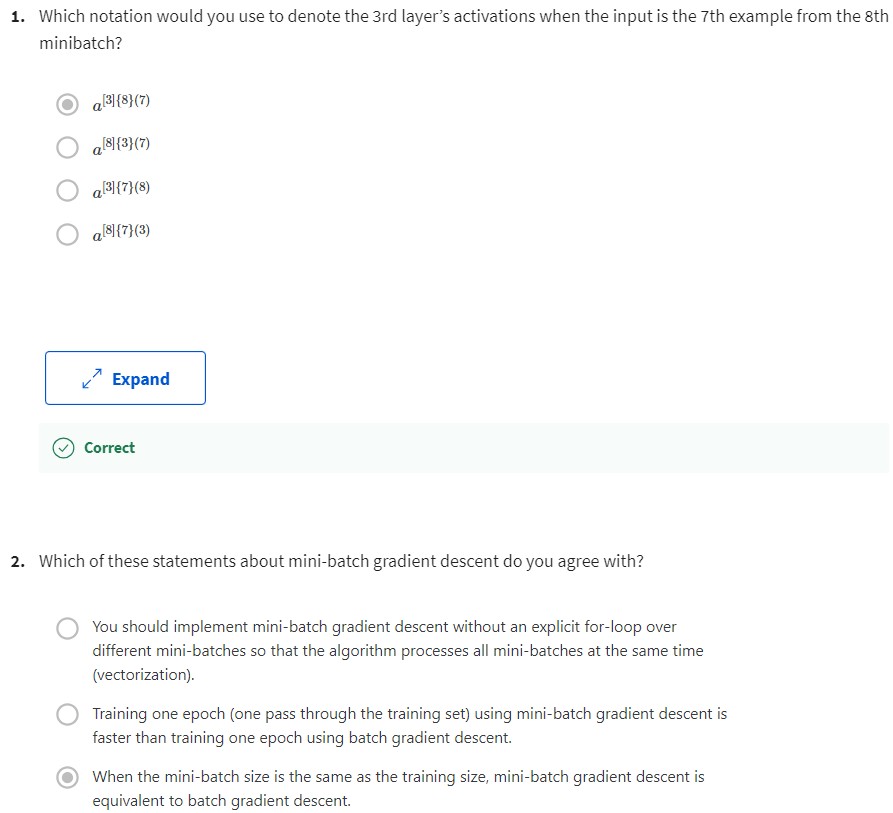 1. Which notation would you use to denote the 3rd layer's activations when the input is the 7th example from the 8th
minibatch?
a[3]{8}(7)
a[8]{3}(7)
a[3]{7}(8)
a[8]{7}(3)
Expand
Correct
2. Which of these statements about mini-batch gradient descent do you agree with?
You should implement mini-batch gradient descent without an explicit for-loop over
different mini-batches so that the algorithm processes all mini-batches at the same time
(vectorization).
Training one epoch (one pass through the training set) using mini-batch gradient descent is
faster than training one epoch using batch gradient descent.
When the mini-batch size is the same as the training size, mini-batch gradient descent is
equivalent to batch gradient descent.